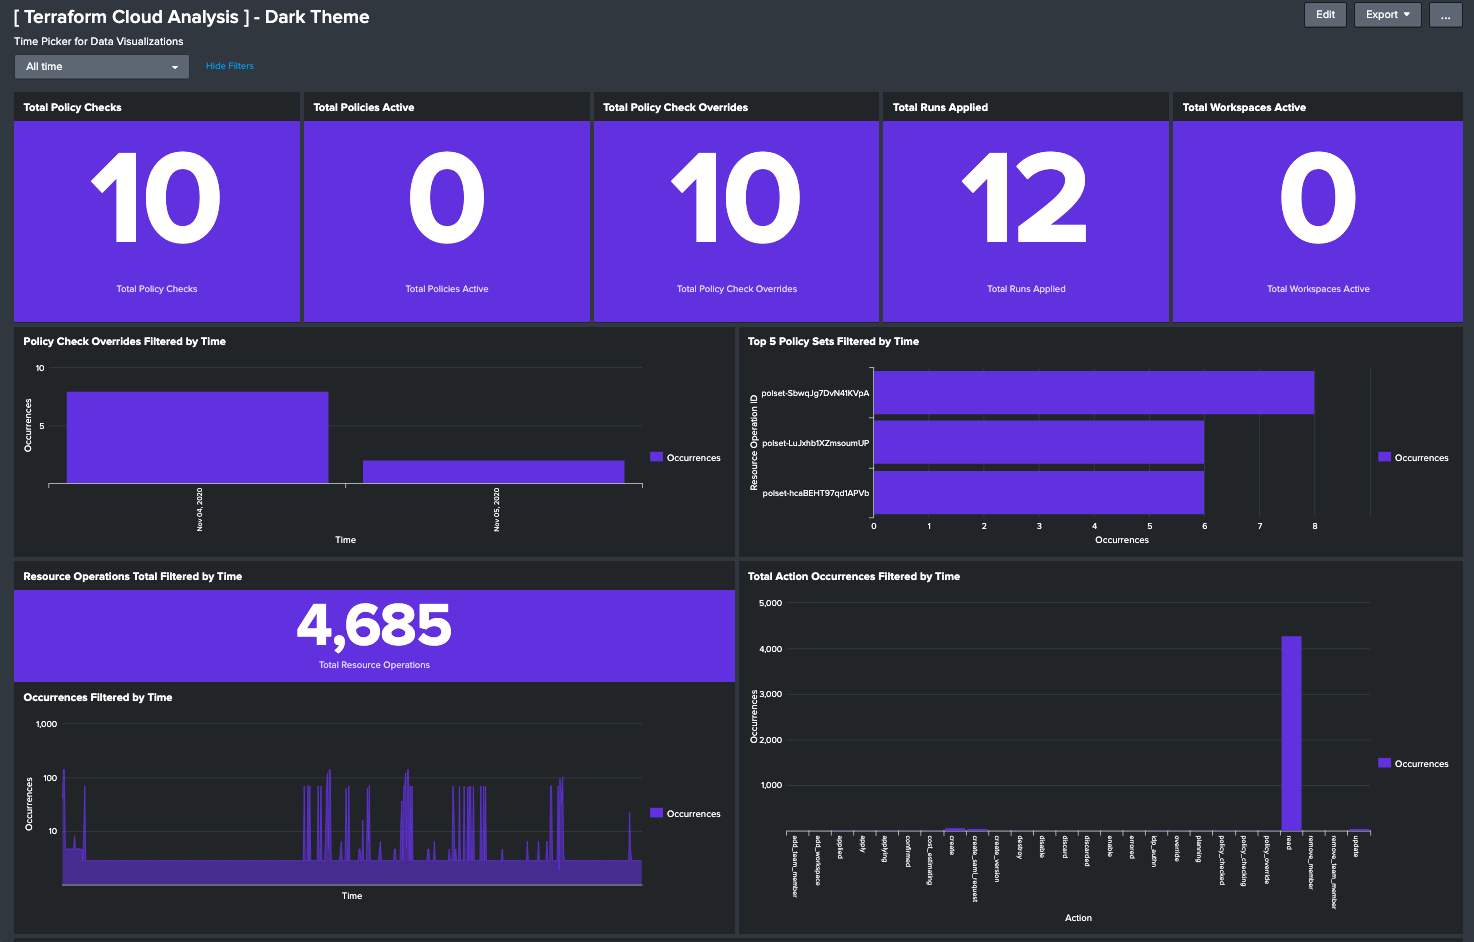 [ Terraform Cloud Analysis ] - Dark Theme
Edit
Export
...
Time Picker for Data Visualizations
All time
Hide Filters
Total Policy Checks
Total Policies Active
Total Policy Check Overrides
Total Runs Applied
Total Workspaces Active
10
0
10
12
0
Total Policy Checks
Total Policies Active
Total Policy Check Overrides
Total Runs Applied
Total Workspaces Active
Policy Check Overrides Filtered by Time
10
5
Occurrences
Nov 04, 2020
Nov 05, 2020
Time
Occurrences
Top 5 Policy Sets Filtered by Time
Resource Operation ID
polset-SbwqJg7DvN41KVpA
polset-LuJxhb1XZmsoumUP
polset-hcaBEHT97qd1APVb
0 1 2 3 4 5 6 7 8
Occurrences
Occurrences
Resource Operations Total Filtered by Time
4,685
Total Resource Operations
Occurrences Filtered by Time
1,000
100
10
Occurrences
Time
Occurrences
Total Action Occurrences Filtered by Time
5,000
4,000
3,000
2,000
1,000
Occurrences
add_team_member
add_workspace
applied
apply
applying
confirmed
cost_estimating
create
create_saml_request
create_version
destroy
disable
discard
discarded
enable
errored
idp_authn
override
planning
policy_checked
policy_checking
policy_override
read
remove_member
remove_team_member
update
Action
Occurrences